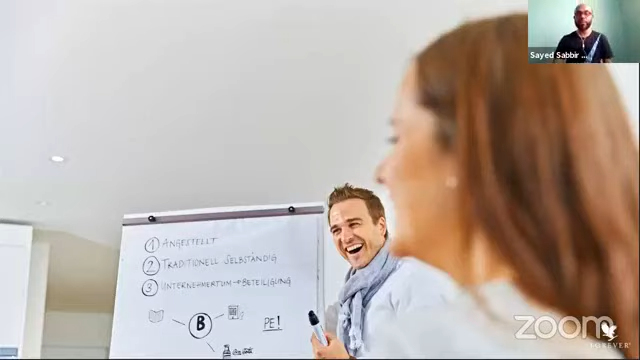 Sayed Sabbir ...
① ANGESTELLT
② TRADITIONELL SELBSTÄNDIG
③ UNTERNEHMERTUM → BETEILIGUNG
B
PE!
zoom
FOREVER